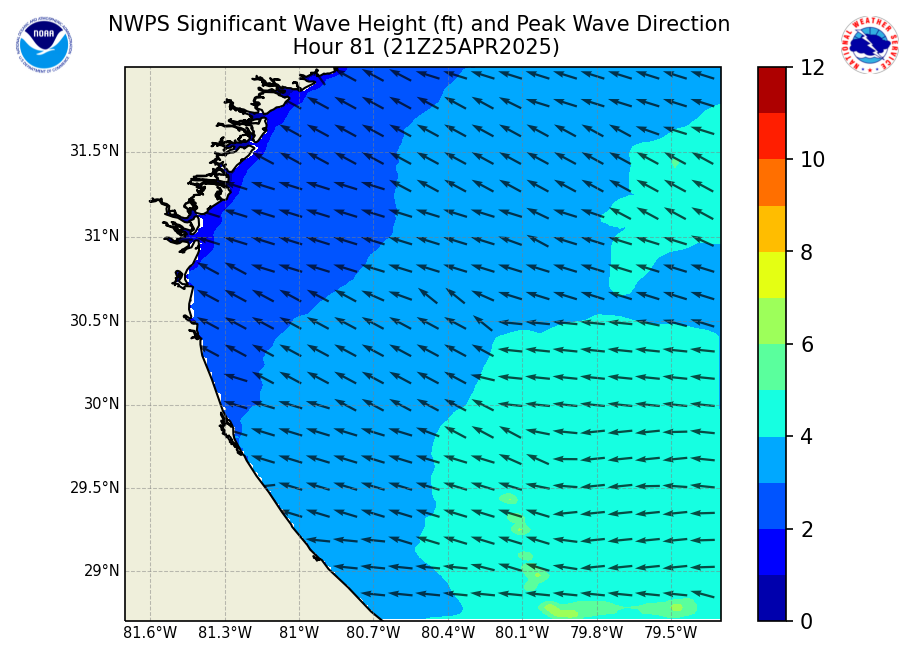 NWPS Significant Wave Height (ft) and Peak Wave Direction
Hour 81 (21Z25APR2025)
NOAA
NATIONAL WEATHER SERVICE
31.5°N
31°N
30.5°N
30°N
29.5°N
29°N
81.6°W 81.3°W 81°W 80.7°W 80.4°W 80.1°W 79.8°W 79.5°W
12
10
8
6
4
2
0